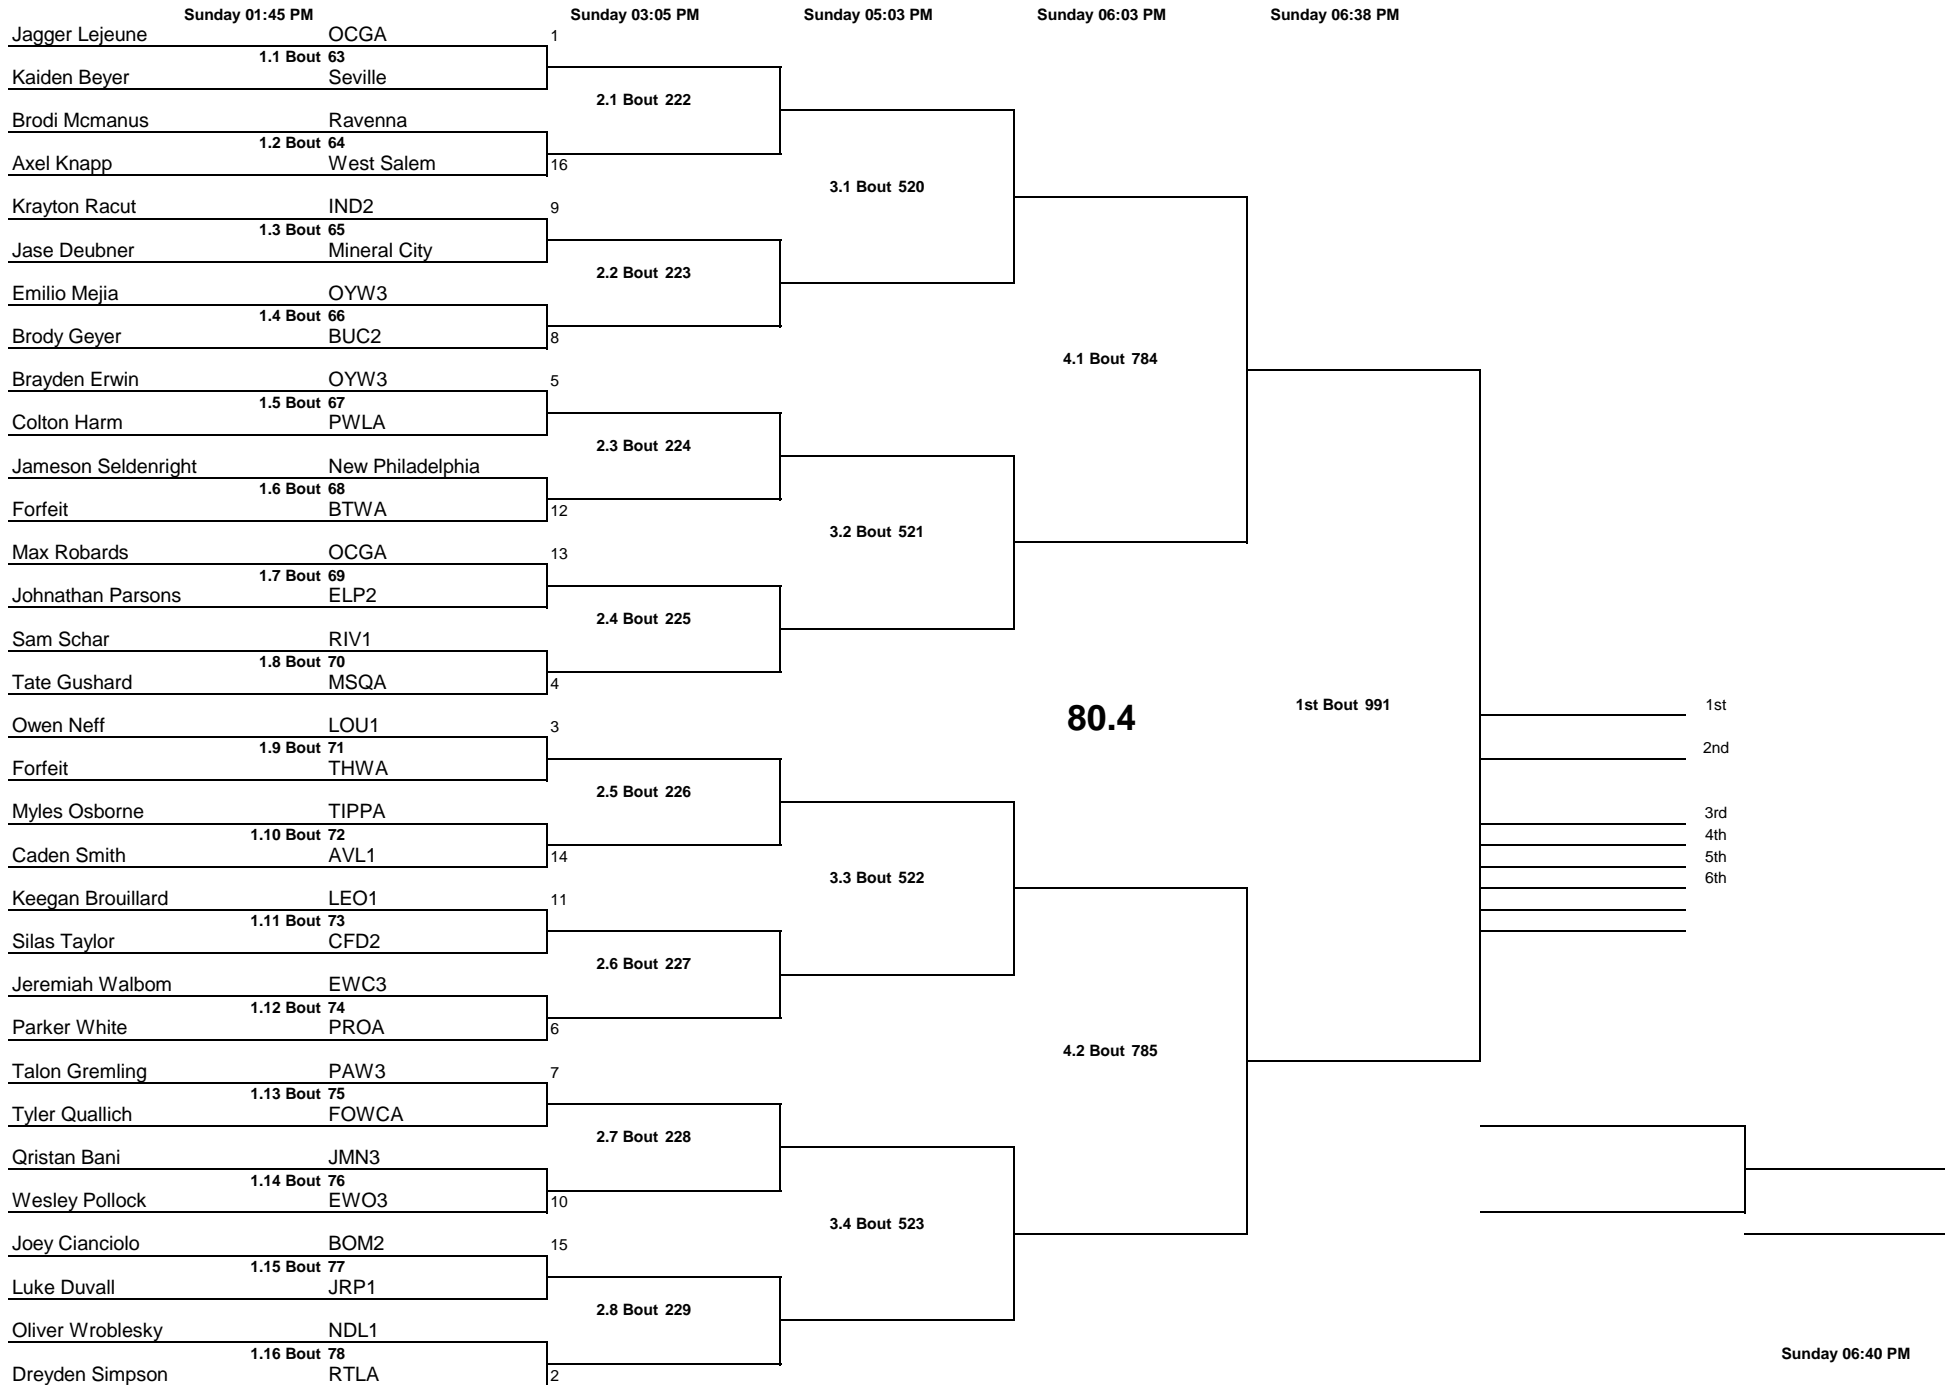 Sunday 01:45 PM Sunday 03:05 PM Sunday 05:03 PM Sunday 06:03 PM Sunday 06:38 PM
Jagger Lejeune OCGA 1
1.1 Bout 63
Kaiden Beyer Seville
2.1 Bout 222
Brodi Mcmanus Ravenna
1.2 Bout 64
Axel Knapp West Salem 16
3.1 Bout 520
Krayton Racut IND2 9
1.3 Bout 65
Jase Deubner Mineral City
2.2 Bout 223
Emilio Mejia OYW3
1.4 Bout 66
Brody Geyer BUC2 8
4.1 Bout 784
Brayden Erwin OYW3 5
1.5 Bout 67
Colton Harm PWLA
2.3 Bout 224
Jameson Seldenright New Philadelphia
1.6 Bout 68
Forfeit BTWA 12
3.2 Bout 521
Max Robards OCGA 13
1.7 Bout 69
Johnathan Parsons ELP2
2.4 Bout 225
Sam Schar RIV1
1.8 Bout 70
Tate Gushard MSQA 4
80.4 1st Bout 991 1st
Owen Neff LOU1 3
1.9 Bout 71 2nd
Forfeit THWA
2.5 Bout 226
Myles Osborne TIPPA 3rd
1.10 Bout 72 4th
Caden Smith AVL1 14 5th
3.3 Bout 522 6th
Keegan Brouillard LEO1 11
1.11 Bout 73
Silas Taylor CFD2
2.6 Bout 227
Jeremiah Walbom EWC3
1.12 Bout 74
Parker White PROA 6
4.2 Bout 785
Talon Gremling PAW3 7
1.13 Bout 75
Tyler Quallich FOWCA
2.7 Bout 228
Qristan Bani JMN3
1.14 Bout 76
Wesley Pollock EWO3 10
3.4 Bout 523
Joey Cianciolo BOM2 15
1.15 Bout 77
Luke Duvall JRP1
2.8 Bout 229
Oliver Wroblesky NDL1
1.16 Bout 78 Sunday 06:40 PM
Dreyden Simpson RTLA 2